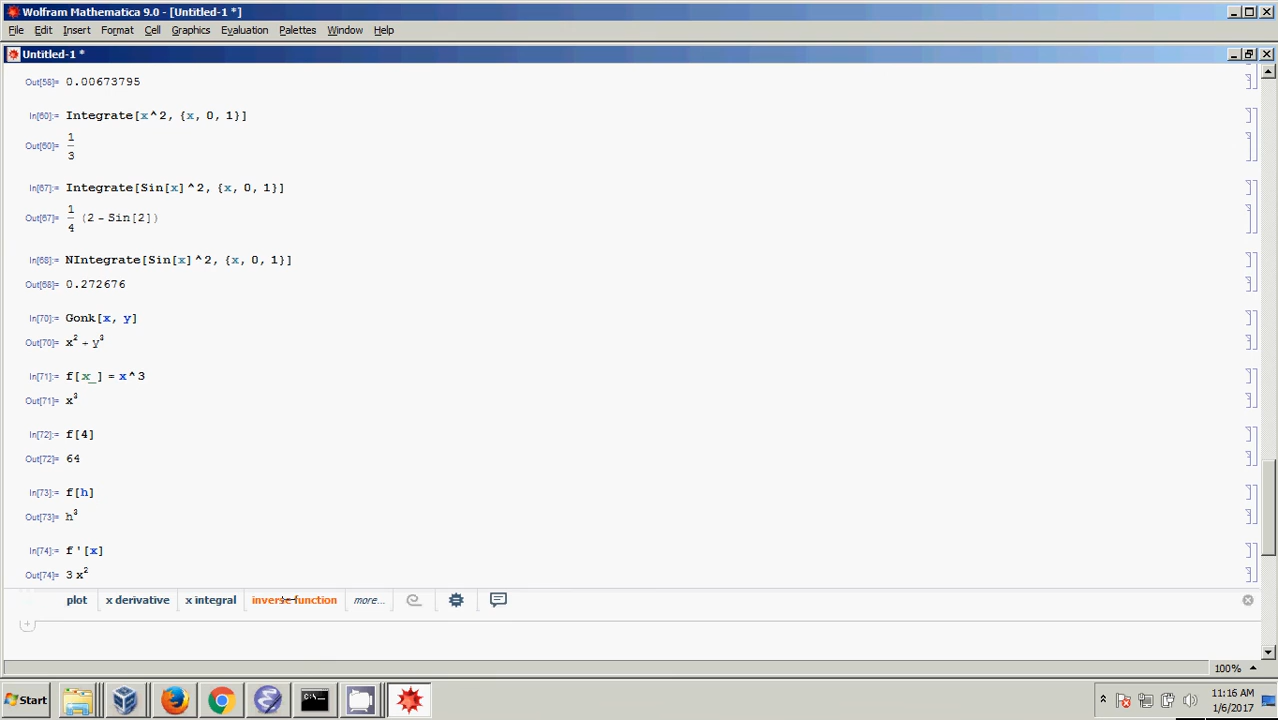 Wolfram Mathematica 9.0 - [Untitled-1 *]
File Edit Insert Format Cell Graphics Evaluation Palettes Window Help
Untitled-1 *
Out[58]= 0.00673795
In[60]:= Integrate[x^2, {x, 0, 1}]
Out[60]= 1
3
In[67]:= Integrate[Sin[x]^2, {x, 0, 1}]
Out[67]= 1
4 (2 - Sin[2])
In[68]:= NIntegrate[Sin[x]^2, {x, 0, 1}]
Out[68]= 0.272676
In[70]:= Gonk[x, y]
Out[70]= x² + y³
In[71]:= f[x_] = x^3
Out[71]= x³
In[72]:= f[4]
Out[72]= 64
In[73]:= f[h]
Out[73]= h³
In[74]:= f'[x]
Out[74]= 3 x²
plot x derivative x integral inverse function more...
100%
Start
11:16 AM
1/6/2017